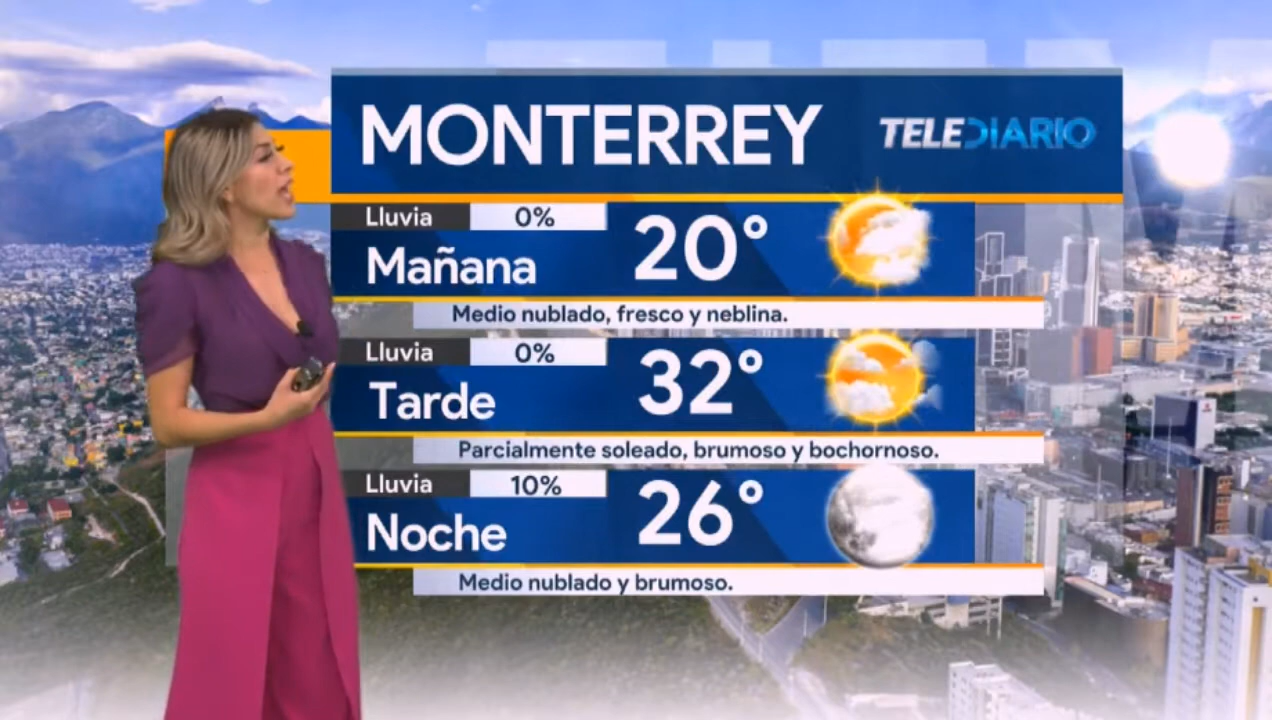 MONTERREY
TELEDIARIO
Lluvia 0%
Mañana 20°
Medio nublado, fresco y neblina.
Lluvia 0%
Tarde 32°
Parcialmente soleado, brumoso y bochornoso.
Lluvia 10%
Noche 26°
Medio nublado y brumoso.